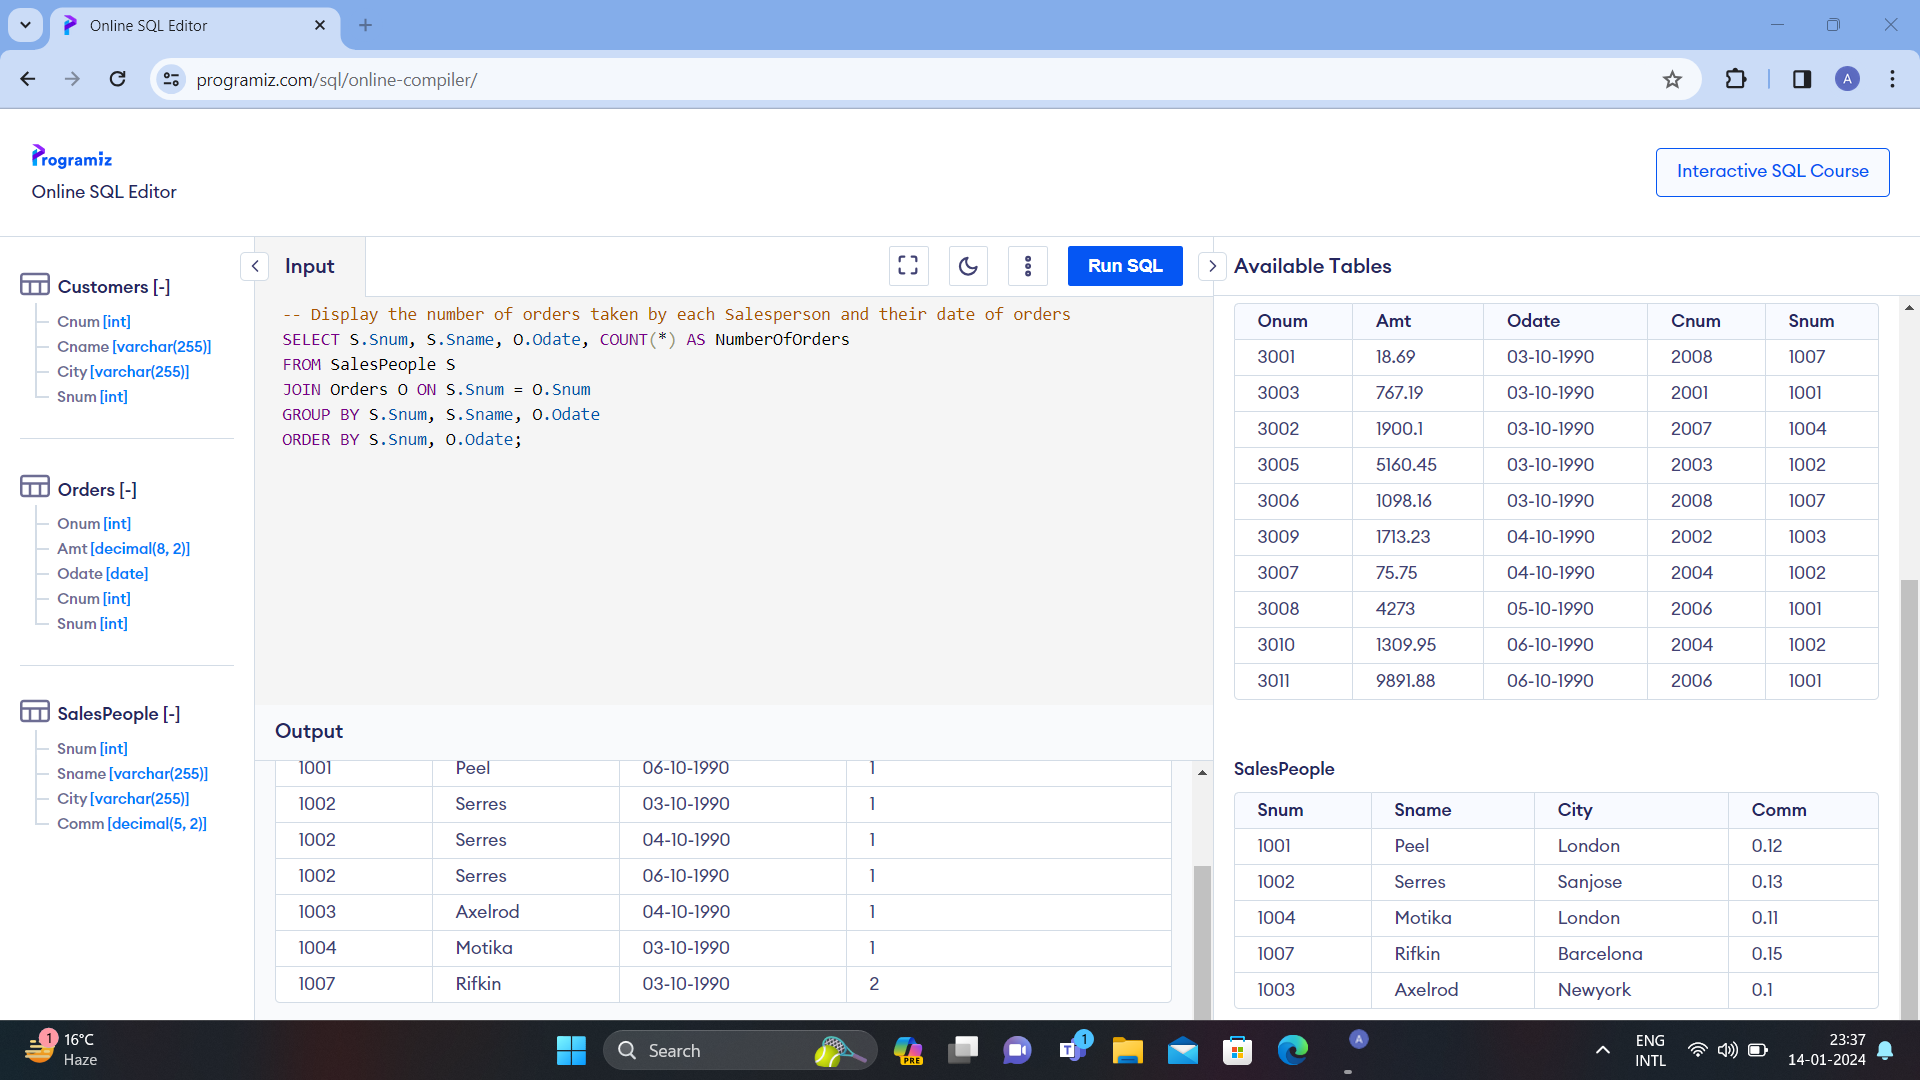 Online SQL Editor
programiz.com/sql/online-compiler/
A
Programiz
Online SQL Editor
Interactive SQL Course
Customers [-]
Cnum [int]
Cname [varchar(255)]
City [varchar(255)]
Snum [int]
Orders [-]
Onum [int]
Amt [decimal(8, 2)]
Odate [date]
Cnum [int]
Snum [int]
SalesPeople [-]
Snum [int]
Sname [varchar(255)]
City [varchar(255)]
Comm [decimal(5, 2)]
Input
Run SQL
-- Display the number of orders taken by each Salesperson and their date of orders
SELECT S.Snum, S.Sname, O.Odate, COUNT(*) AS NumberOfOrders
FROM SalesPeople S
JOIN Orders O ON S.Snum = O.Snum
GROUP BY S.Snum, S.Sname, O.Odate
ORDER BY S.Snum, O.Odate;
Output
1001 Peel 06-10-1990 1
1002 Serres 03-10-1990 1
1002 Serres 04-10-1990 1
1002 Serres 06-10-1990 1
1003 Axelrod 04-10-1990 1
1004 Motika 03-10-1990 1
1007 Rifkin 03-10-1990 2
Available Tables
Onum Amt Odate Cnum Snum
3001 18.69 03-10-1990 2008 1007
3003 767.19 03-10-1990 2001 1001
3002 1900.1 03-10-1990 2007 1004
3005 5160.45 03-10-1990 2003 1002
3006 1098.16 03-10-1990 2008 1007
3009 1713.23 04-10-1990 2002 1003
3007 75.75 04-10-1990 2004 1002
3008 4273 05-10-1990 2006 1001
3010 1309.95 06-10-1990 2004 1002
3011 9891.88 06-10-1990 2006 1001
SalesPeople
Snum Sname City Comm
1001 Peel London 0.12
1002 Serres Sanjose 0.13
1004 Motika London 0.11
1007 Rifkin Barcelona 0.15
1003 Axelrod Newyork 0.1
1
16°C
Haze
Search
PRE
T
1
A
ENG
INTL
23:37
14-01-2024